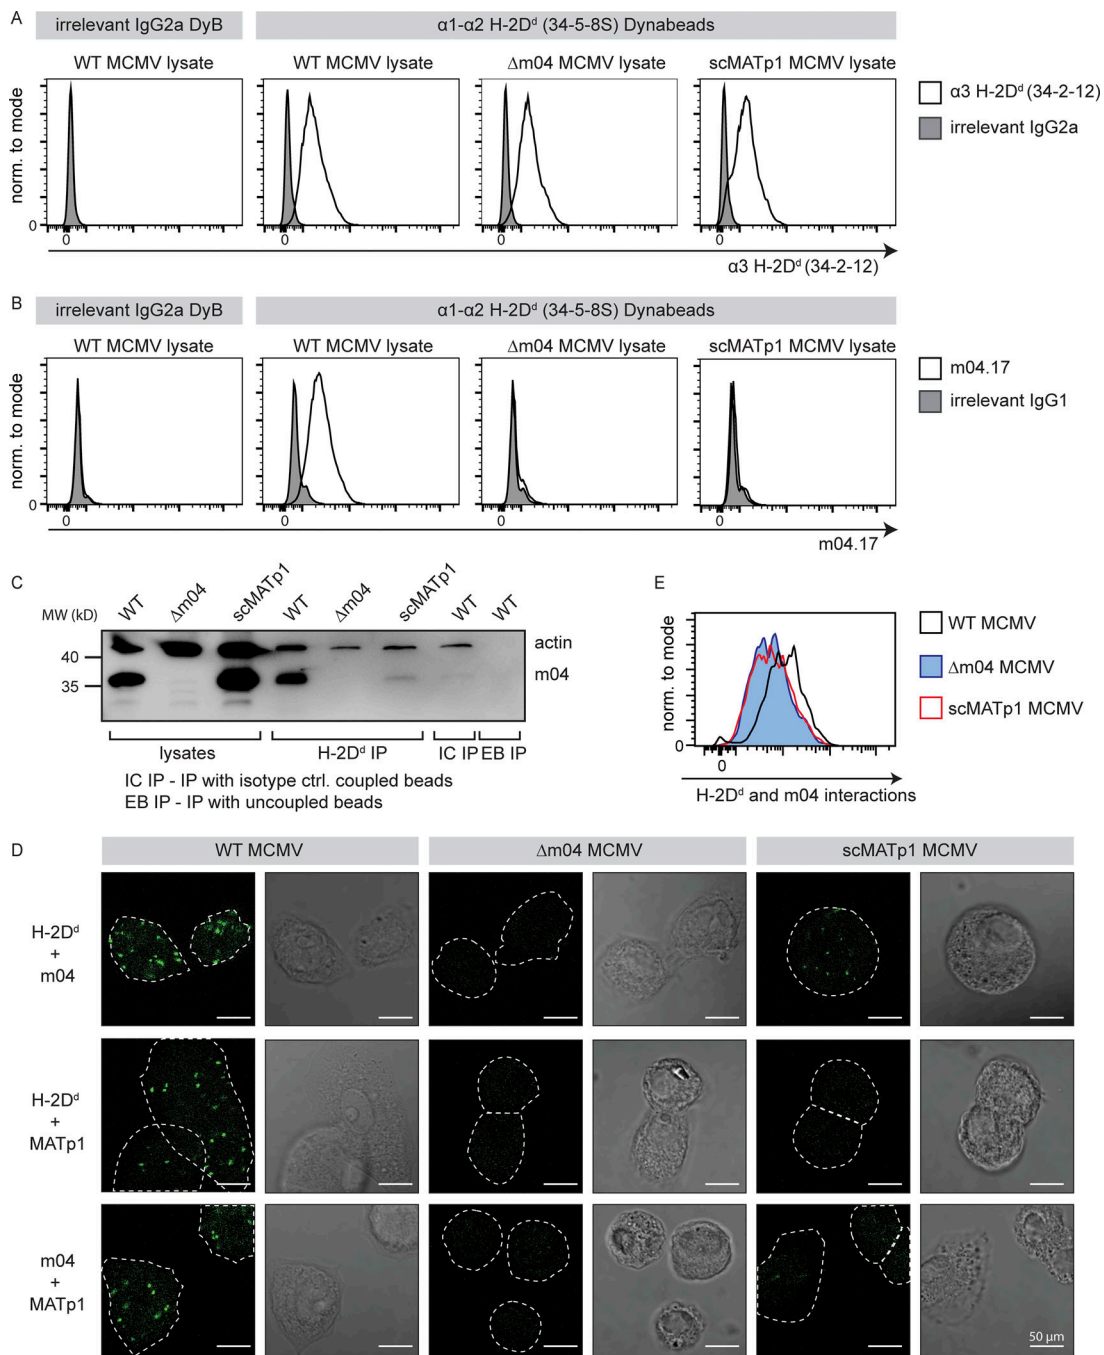 A
irrelevant IgG2a DyB
α1-α2 H-2Dᵈ (34-5-8S) Dynabeads
WT MCMV lysate
WT MCMV lysate
Δm04 MCMV lysate
scMATp1 MCMV lysate
norm. to mode
0
0
0
0
0
α3 H-2Dᵈ (34-2-12)
irrelevant IgG2a
α3 H-2Dᵈ (34-2-12)
B
irrelevant IgG2a DyB
α1-α2 H-2Dᵈ (34-5-8S) Dynabeads
WT MCMV lysate
WT MCMV lysate
Δm04 MCMV lysate
scMATp1 MCMV lysate
norm. to mode
0
0
0
0
0
m04.17
irrelevant IgG1
m04.17
C
MW (kD)
WT
Δm04
scMATp1
WT
Δm04
scMATp1
WT
WT
40
35
actin
m04
lysates
H-2Dᵈ IP
IC IP
EB IP
IC IP - IP with isotype ctrl. coupled beads
EB IP - IP with uncoupled beads
E
norm. to mode
0
0
WT MCMV
Δm04 MCMV
scMATp1 MCMV
H-2Dᵈ and m04 interactions
D
WT MCMV
Δm04 MCMV
scMATp1 MCMV
H-2Dᵈ
+
m04
H-2Dᵈ
+
MATp1
m04
+
MATp1
50 µm